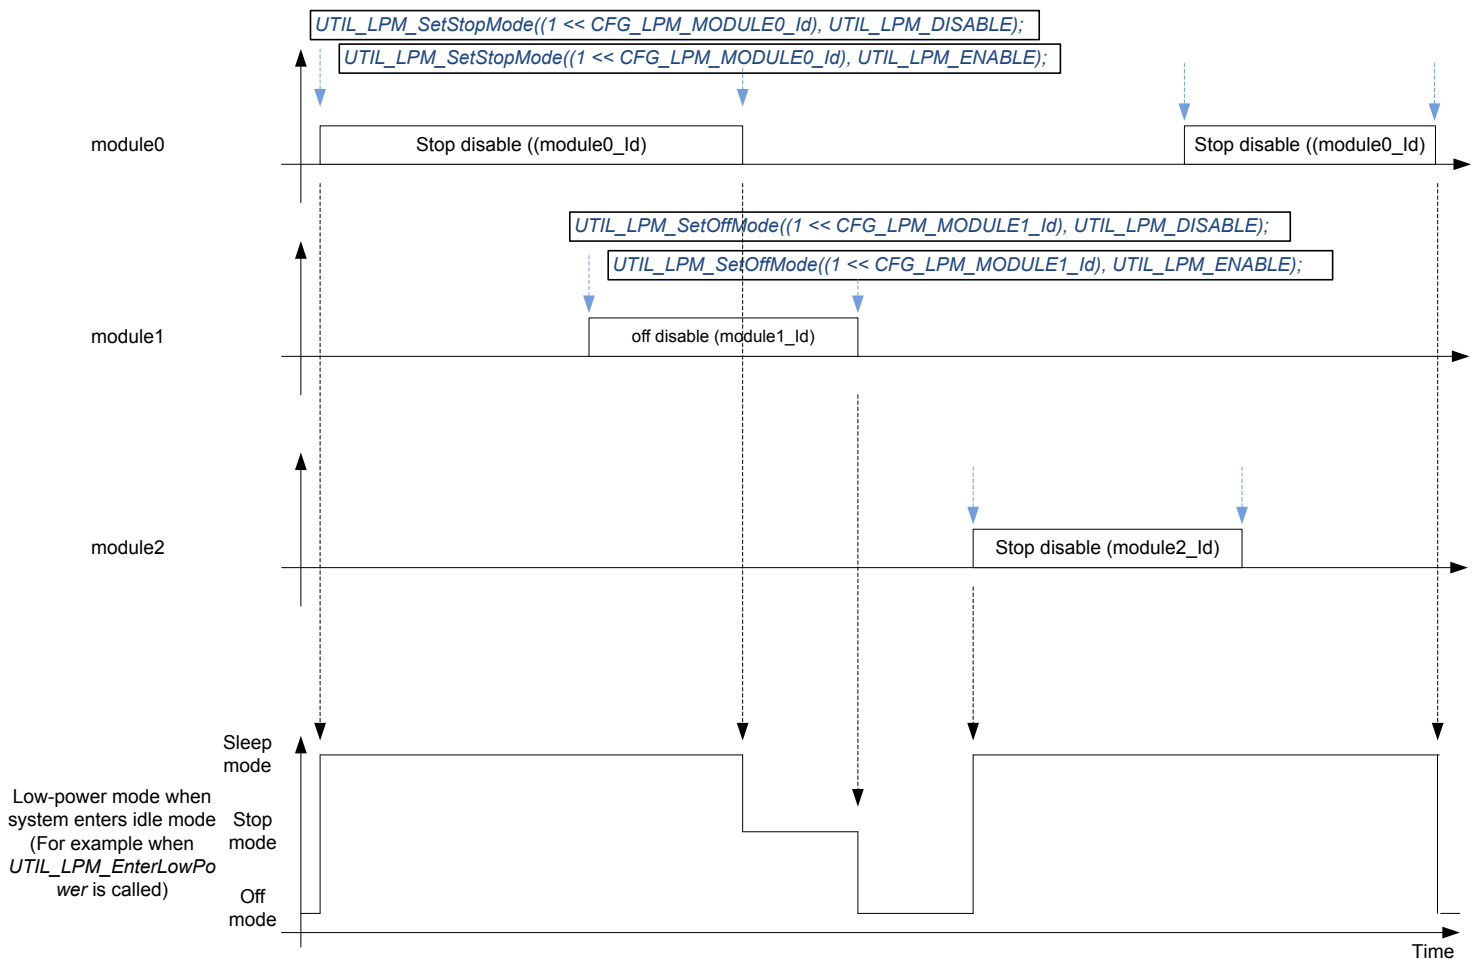 UTIL_LPM_SetStopMode((1 << CFG_LPM_MODULE0_Id), UTIL_LPM_DISABLE);
UTIL_LPM_SetStopMode((1 << CFG_LPM_MODULE0_Id), UTIL_LPM_ENABLE);
module0
Stop disable ((module0_Id)
Stop disable ((module0_Id)
UTIL_LPM_SetOffMode((1 << CFG_LPM_MODULE1_Id), UTIL_LPM_DISABLE);
UTIL_LPM_SetOffMode((1 << CFG_LPM_MODULE1_Id), UTIL_LPM_ENABLE);
module1
off disable (module1_Id)
module2
Stop disable (module2_Id)
Sleep
mode
Low-power mode when
system enters idle mode
(For example when
UTIL_LPM_EnterLowPo
wer is called)
Stop
mode
Off
mode
Time